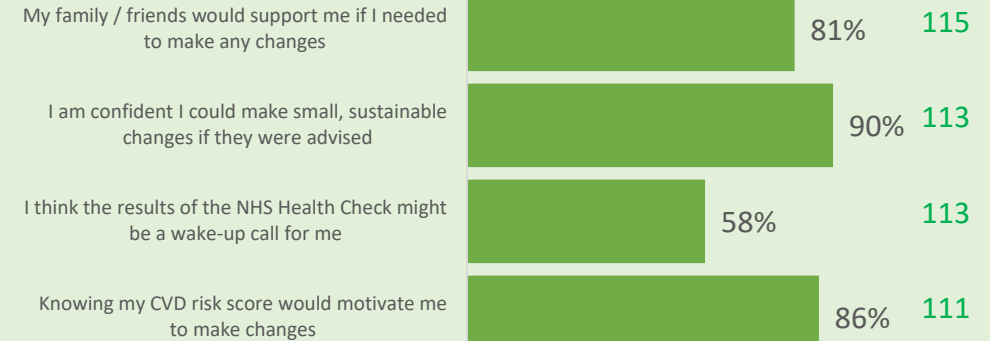 My family / friends would support me if I needed
to make any changes
81% 115
I am confident I could make small, sustainable
changes if they were advised
90% 113
I think the results of the NHS Health Check might
be a wake-up call for me
58% 113
Knowing my CVD risk score would motivate me
to make changes
86% 111